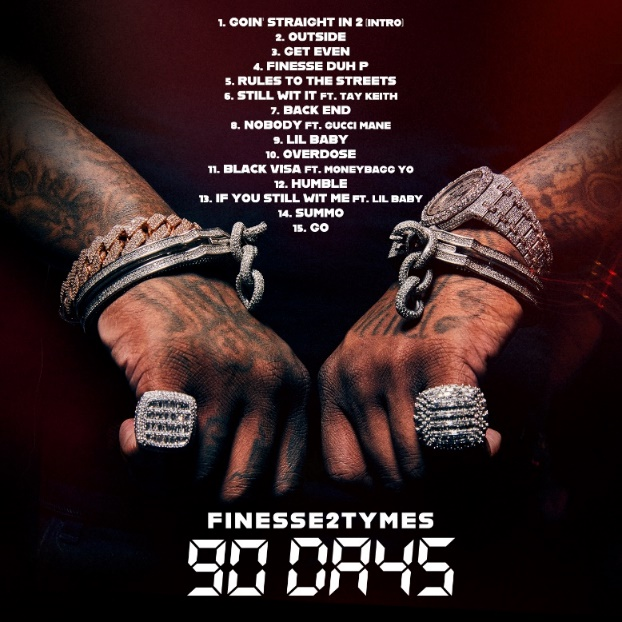 1. GOIN' STRAIGHT IN 2 (INTRO)
2. OUTSIDE
3. GET EVEN
4. FINESSE DUH P
5. RULES TO THE STREETS
6. STILL WIT IT FT. TAY KEITH
7. BACK END
8. NOBODY FT. GUCCI MANE
9. LIL BABY
10. OVERDOSE
11. BLACK VISA FT. MONEYBAGG YO
12. HUMBLE
13. IF YOU STILL WIT ME FT. LIL BABY
14. SUMMO
15. GO
FINESSE2TYMES
90 DAYS